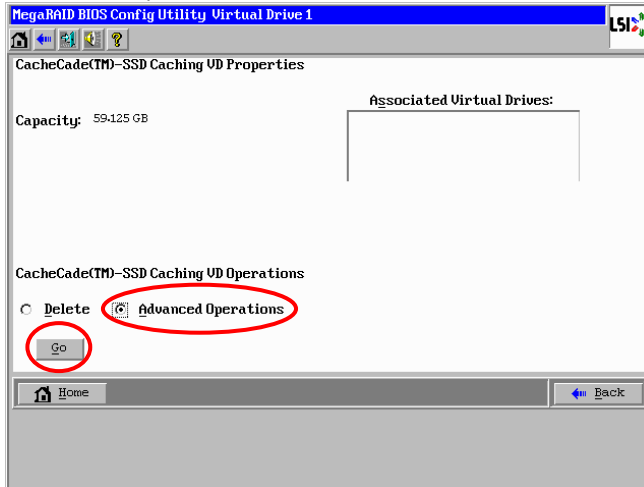 MegaRAID BIOS Config Utility Virtual Drive 1
LSI
CacheCade(TM)-SSD Caching VD Properties
Associated Virtual Drives:
Capacity: 59.125 GB
CacheCade(TM)-SSD Caching VD Operations
Delete Advanced Operations
Go
Home Back